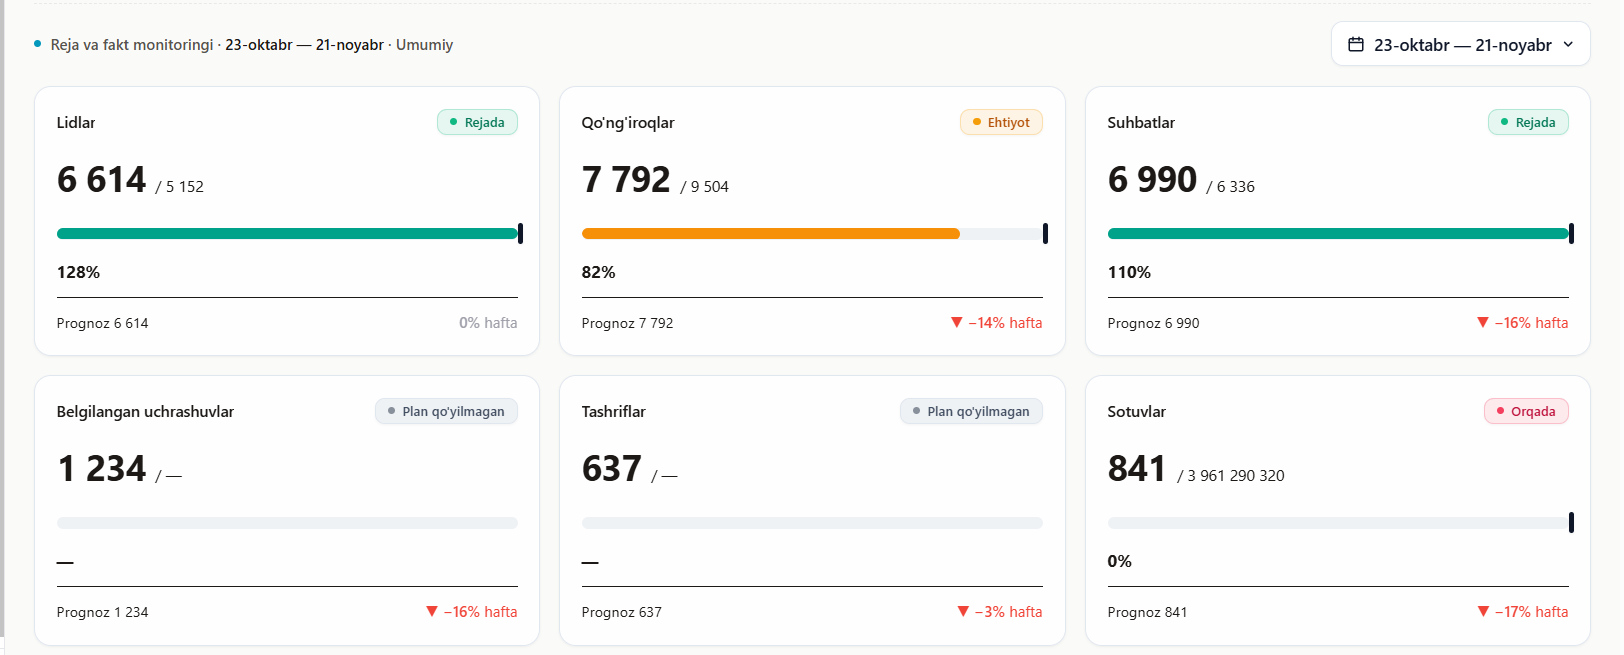 Reja va fakt monitoringi · 23-oktabr — 21-noyabr · Umumiy
23-oktabr — 21-noyabr
Lidlar
Rejada
6 614 / 5 152
128%
Prognoz 6 614
0% hafta
Qo'ng'iroqlar
Ehtiyot
7 792 / 9 504
82%
Prognoz 7 792
▼ −14% hafta
Suhbatlar
Rejada
6 990 / 6 336
110%
Prognoz 6 990
▼ −16% hafta
Belgilangan uchrashuvlar
Plan qo'yilmagan
1 234 / —
—
Prognoz 1 234
▼ −16% hafta
Tashriflar
Plan qo'yilmagan
637 / —
—
Prognoz 637
▼ −3% hafta
Sotuvlar
Orqada
841 / 3 961 290 320
0%
Prognoz 841
▼ −17% hafta